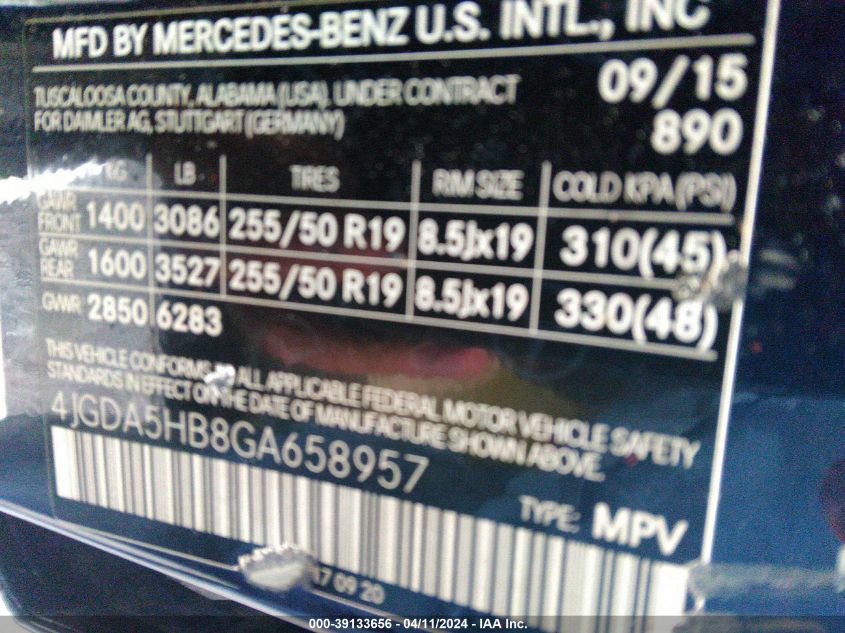 MFD BY MERCEDES-BENZ U.S. INTL., INC
TUSCALOOSA COUNTY, ALABAMA (USA), UNDER CONTRACT
FOR DAIMLER AG, STUTTGART (GERMANY)
09/15
890
KG LB TIRES RIM SIZE COLD KPA (PSI)
GAWR FRONT 1400 3086 255/50 R19 8.5Jx19 310(45)
GAWR REAR 1600 3527 255/50 R19 8.5Jx19 330(48)
GVWR 2850 6283
THIS VEHICLE CONFORMS TO ALL APPLICABLE FEDERAL MOTOR VEHICLE SAFETY
STANDARDS IN EFFECT ON THE DATE OF MANUFACTURE SHOWN ABOVE.
4JGDA5HB8GA658957
TYPE: MPV
17 09 20
000-39133656 - 04/11/2024 - IAA Inc.